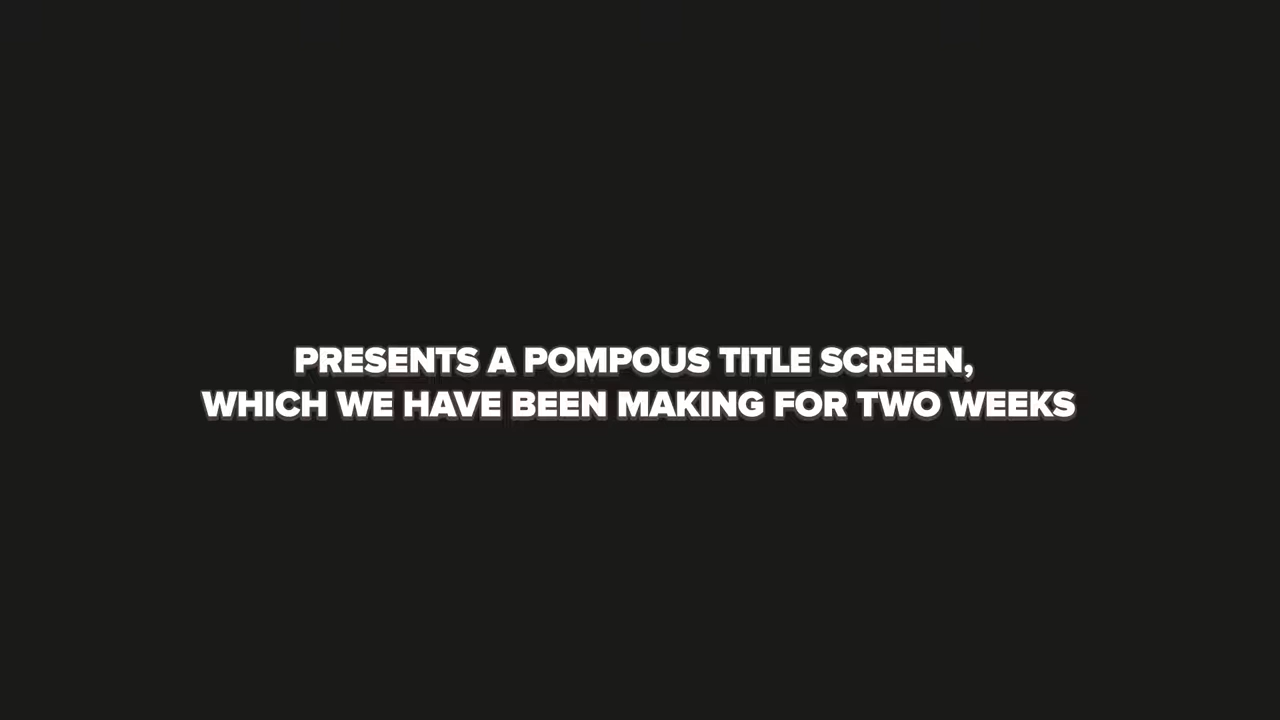 PRESENTS A POMPOUS TITLE SCREEN,
WHICH WE HAVE BEEN MAKING FOR TWO WEEKS